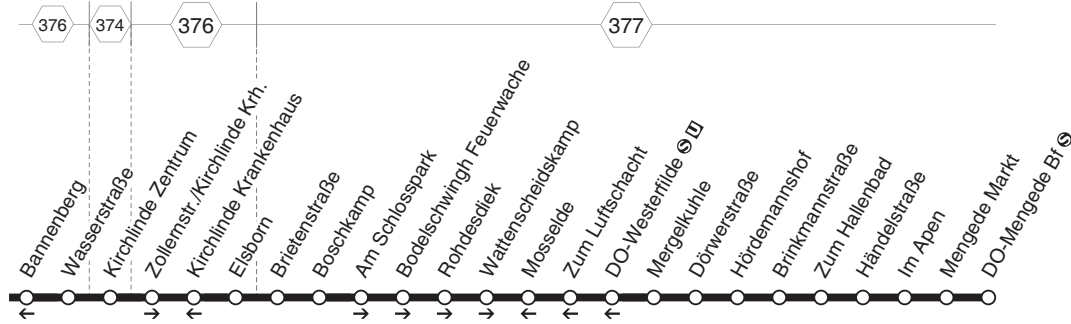 376 374 376 377
Bannenberg
Wasserstraße
Kirchlinde Zentrum
Zollernstr./Kirchlinde Krh.
Kirchlinde Krankenhaus
Elsborn
Brietenstraße
Boschkamp
Am Schlosspark
Bodelschwingh Feuerwache
Rohdesdiek
Wattenscheidskamp
Mosselde
Zum Luftschacht
DO-Westerfilde S U
Mergelkuhle
Dörwerstraße
Hördemannshof
Brinkmannstraße
Zum Hallenbad
Händelstraße
Im Apen
Mengede Markt
DO-Mengede Bf S